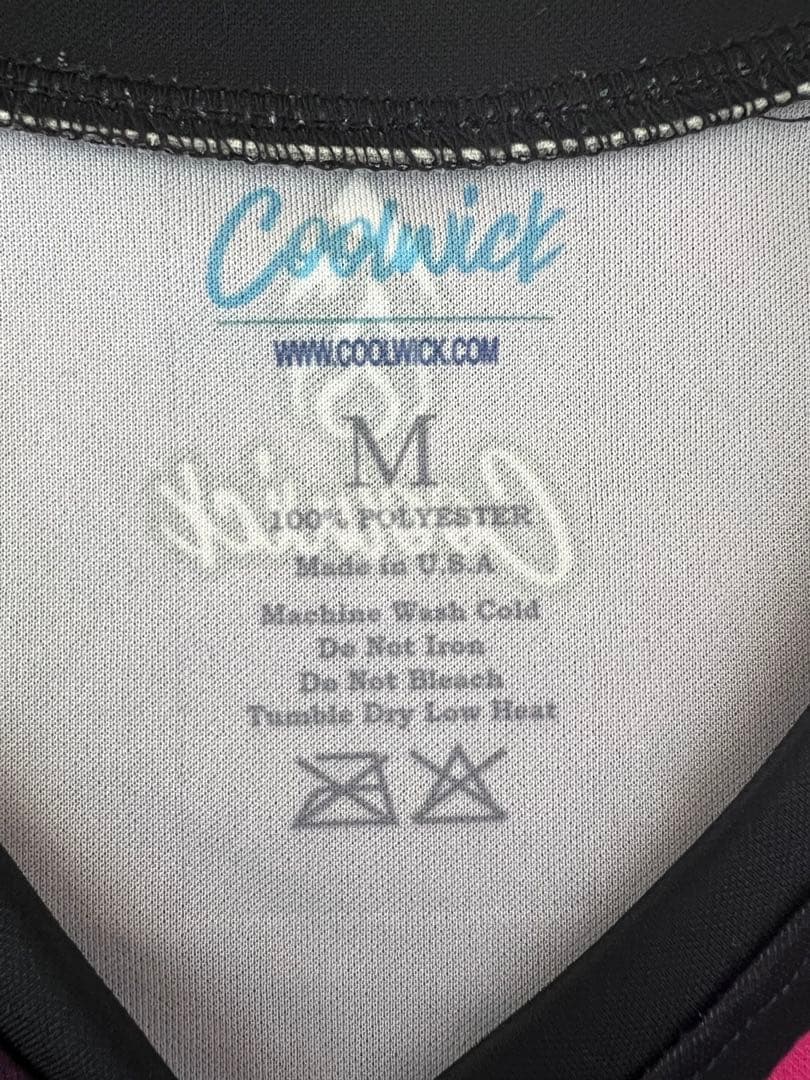 Coolwick
WWW.COOLWICK.COM
M
100% POLYESTER
Made in U.S.A
Machine Wash Cold
Do Not Iron
Do Not Bleach
Tumble Dry Low Heat